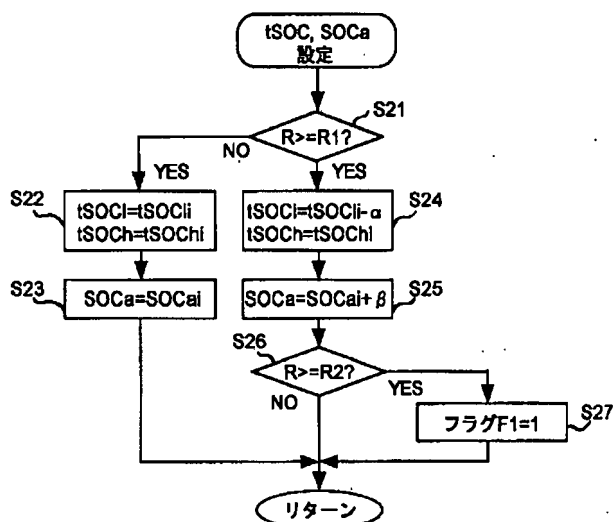 tSOC, SOCa
設定
S21
R>=R1?
NO
YES
YES
S22
tSOCl=tSOCli
tSOCh=tSOChi
tSOCl=tSOCli-α
tSOCh=tSOChi
S24
S23
SOCa=SOCai
SOCa=SOCai+β
S25
S26
R>=R2?
NO
YES
フラグF1=1
S27
リターン